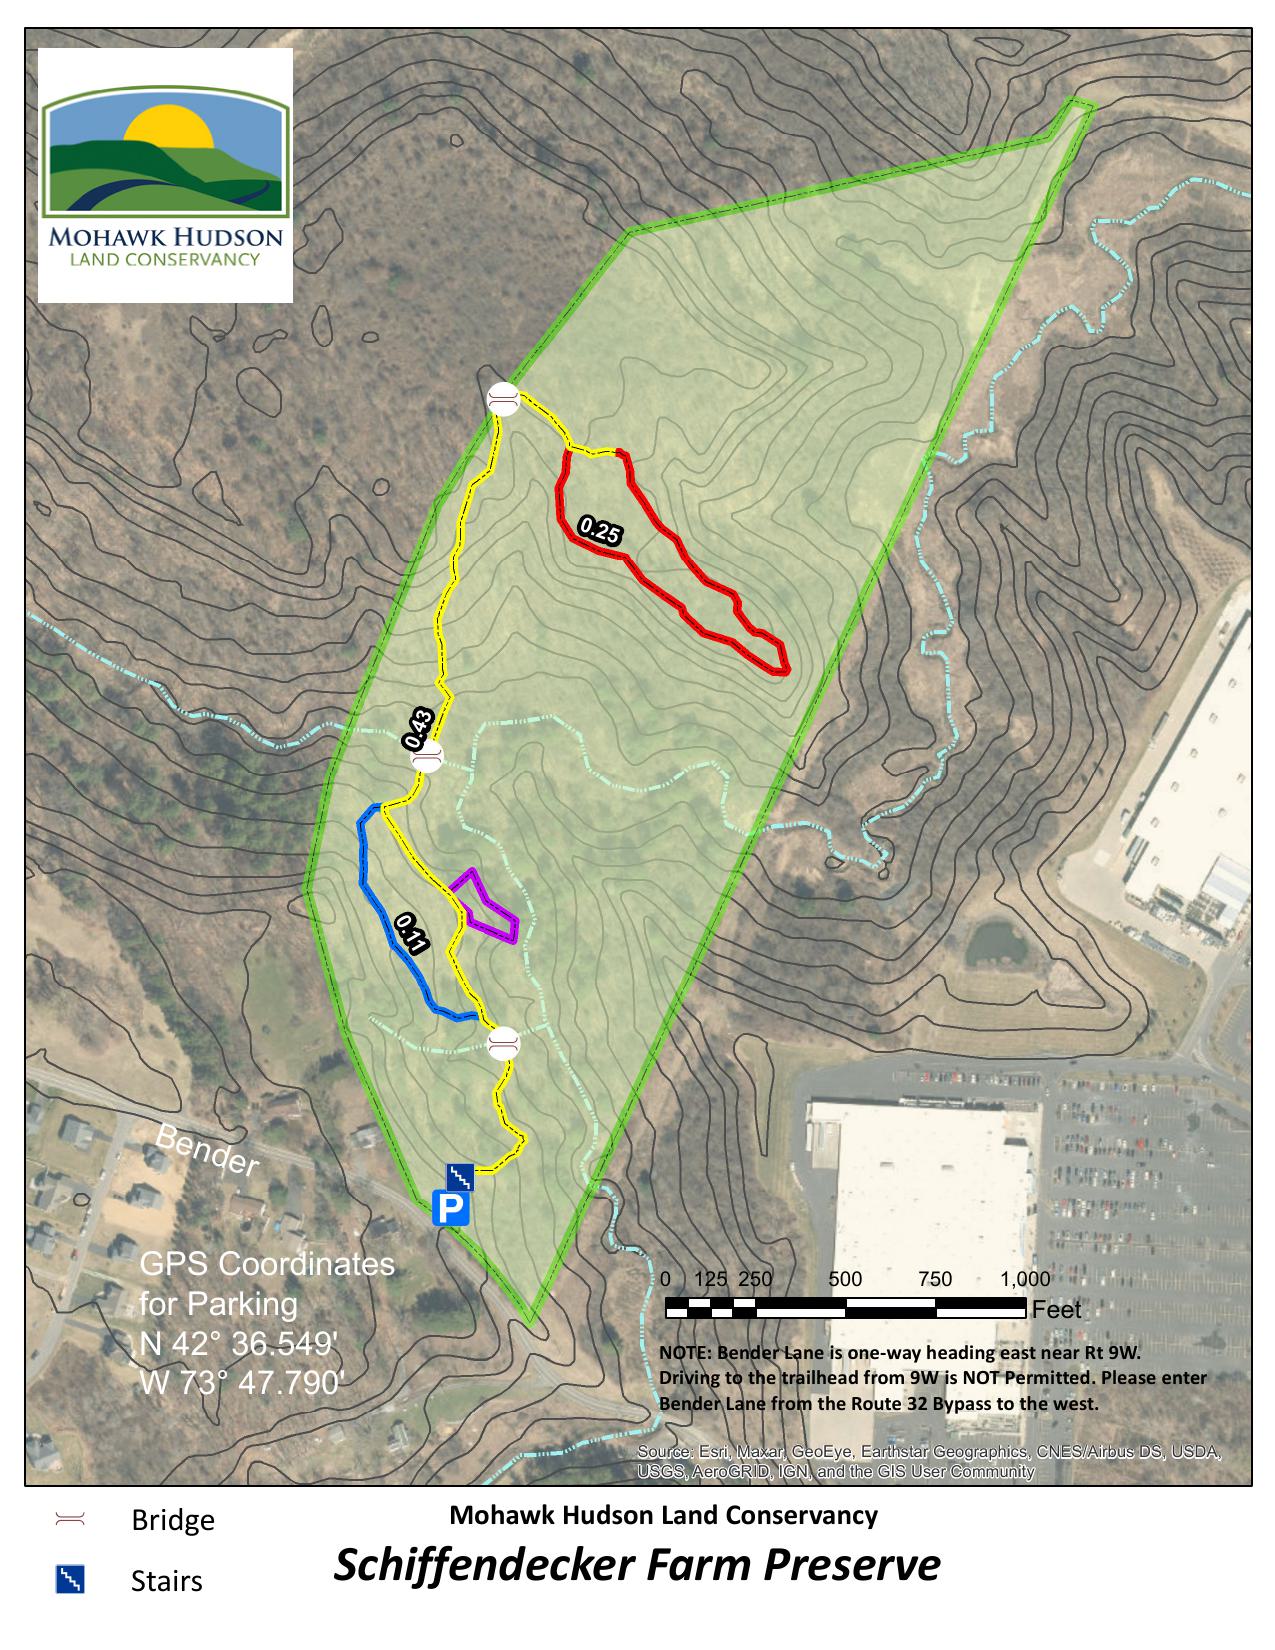 MOHAWK HUDSON
LAND CONSERVANCY
0.25
0.43
0.11
Bender
P
GPS Coordinates
for Parking
N 42° 36.549'
W 73° 47.790'
0 125 250 500 750 1,000
Feet
NOTE: Bender Lane is one-way heading east near Rt 9W.
Driving to the trailhead from 9W is NOT Permitted. Please enter
Bender Lane from the Route 32 Bypass to the west.
Source: Esri, Maxar, GeoEye, Earthstar Geographics, CNES/Airbus DS, USDA,
USGS, AeroGRID, IGN, and the GIS User Community
Bridge
Stairs
Mohawk Hudson Land Conservancy
Schiffendecker Farm Preserve